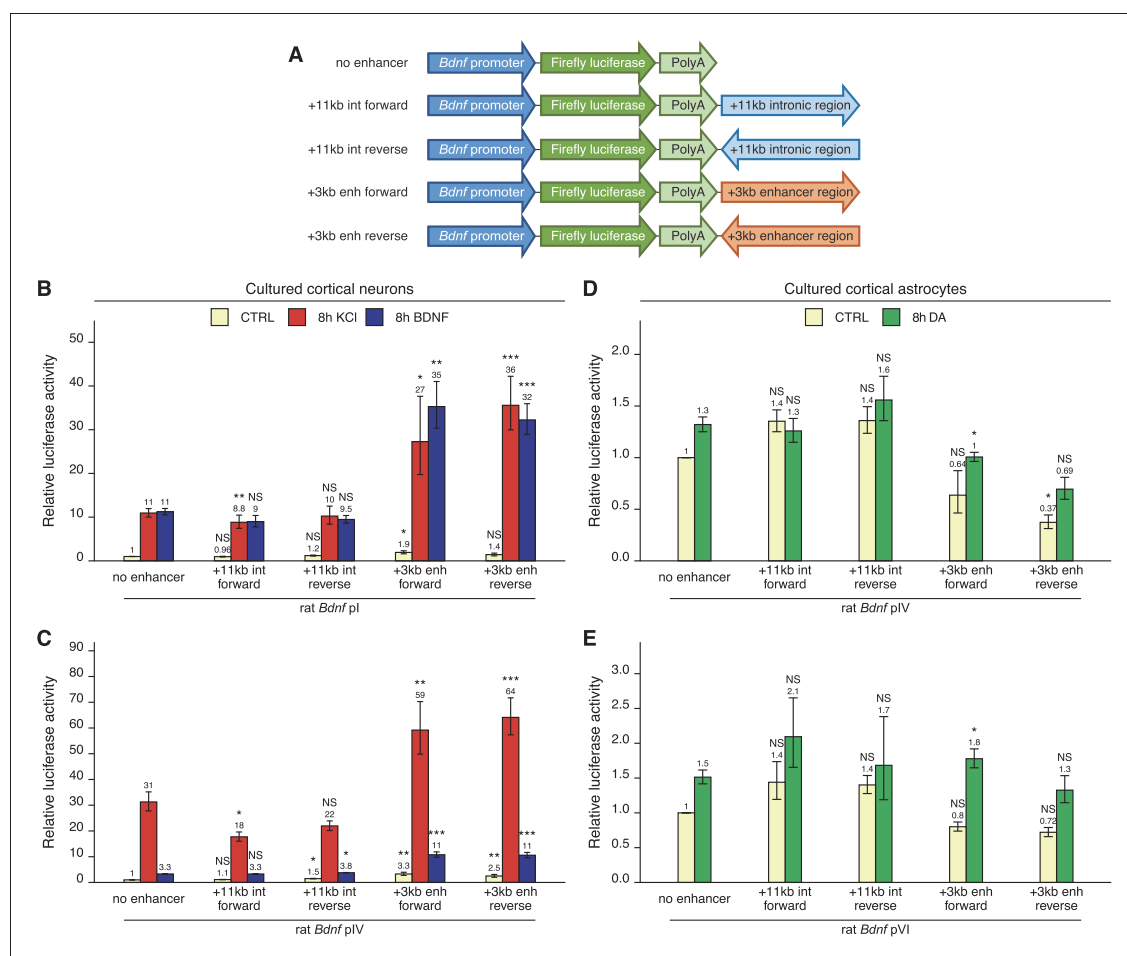 A
no enhancer Bdnf promoter Firefly luciferase PolyA
+11kb int forward Bdnf promoter Firefly luciferase PolyA +11kb intronic region
+11kb int reverse Bdnf promoter Firefly luciferase PolyA +11kb intronic region
+3kb enh forward Bdnf promoter Firefly luciferase PolyA +3kb enhancer region
+3kb enh reverse Bdnf promoter Firefly luciferase PolyA +3kb enhancer region
B
Cultured cortical neurons
CTRL 8h KCl 8h BDNF
Relative luciferase activity
50
40
30
20
10
0
1 11 11
NS 0.96 ** 8.8 NS 9
NS 1.2 NS 10 NS 9.5
* 1.9 * 27 ** 35
NS 1.4 *** 36 *** 32
no enhancer
+11kb int forward
+11kb int reverse
+3kb enh forward
+3kb enh reverse
rat Bdnf pI
C
Relative luciferase activity
90
80
70
60
50
40
30
20
10
0
1 31 3.3
NS 1.1 * 18 NS 3.3
* 1.5 NS 22 * 3.8
** 3.3 ** 59 *** 11
** 2.5 *** 64 *** 11
no enhancer
+11kb int forward
+11kb int reverse
+3kb enh forward
+3kb enh reverse
rat Bdnf pIV
D
Cultured cortical astrocytes
CTRL 8h DA
Relative luciferase activity
2.0
1.5
1.0
0.5
0.0
1 1.3
NS 1.4 NS 1.3
NS 1.4 NS 1.6
NS 0.64 * 1
* 0.37 NS 0.69
no enhancer
+11kb int forward
+11kb int reverse
+3kb enh forward
+3kb enh reverse
rat Bdnf pIV
E
Relative luciferase activity
3.0
2.5
2.0
1.5
1.0
0.5
0.0
1 1.5
NS 1.4 NS 2.1
NS 1.4 NS 1.7
NS 0.8 * 1.8
NS 0.72 NS 1.3
no enhancer
+11kb int forward
+11kb int reverse
+3kb enh forward
+3kb enh reverse
rat Bdnf pVI